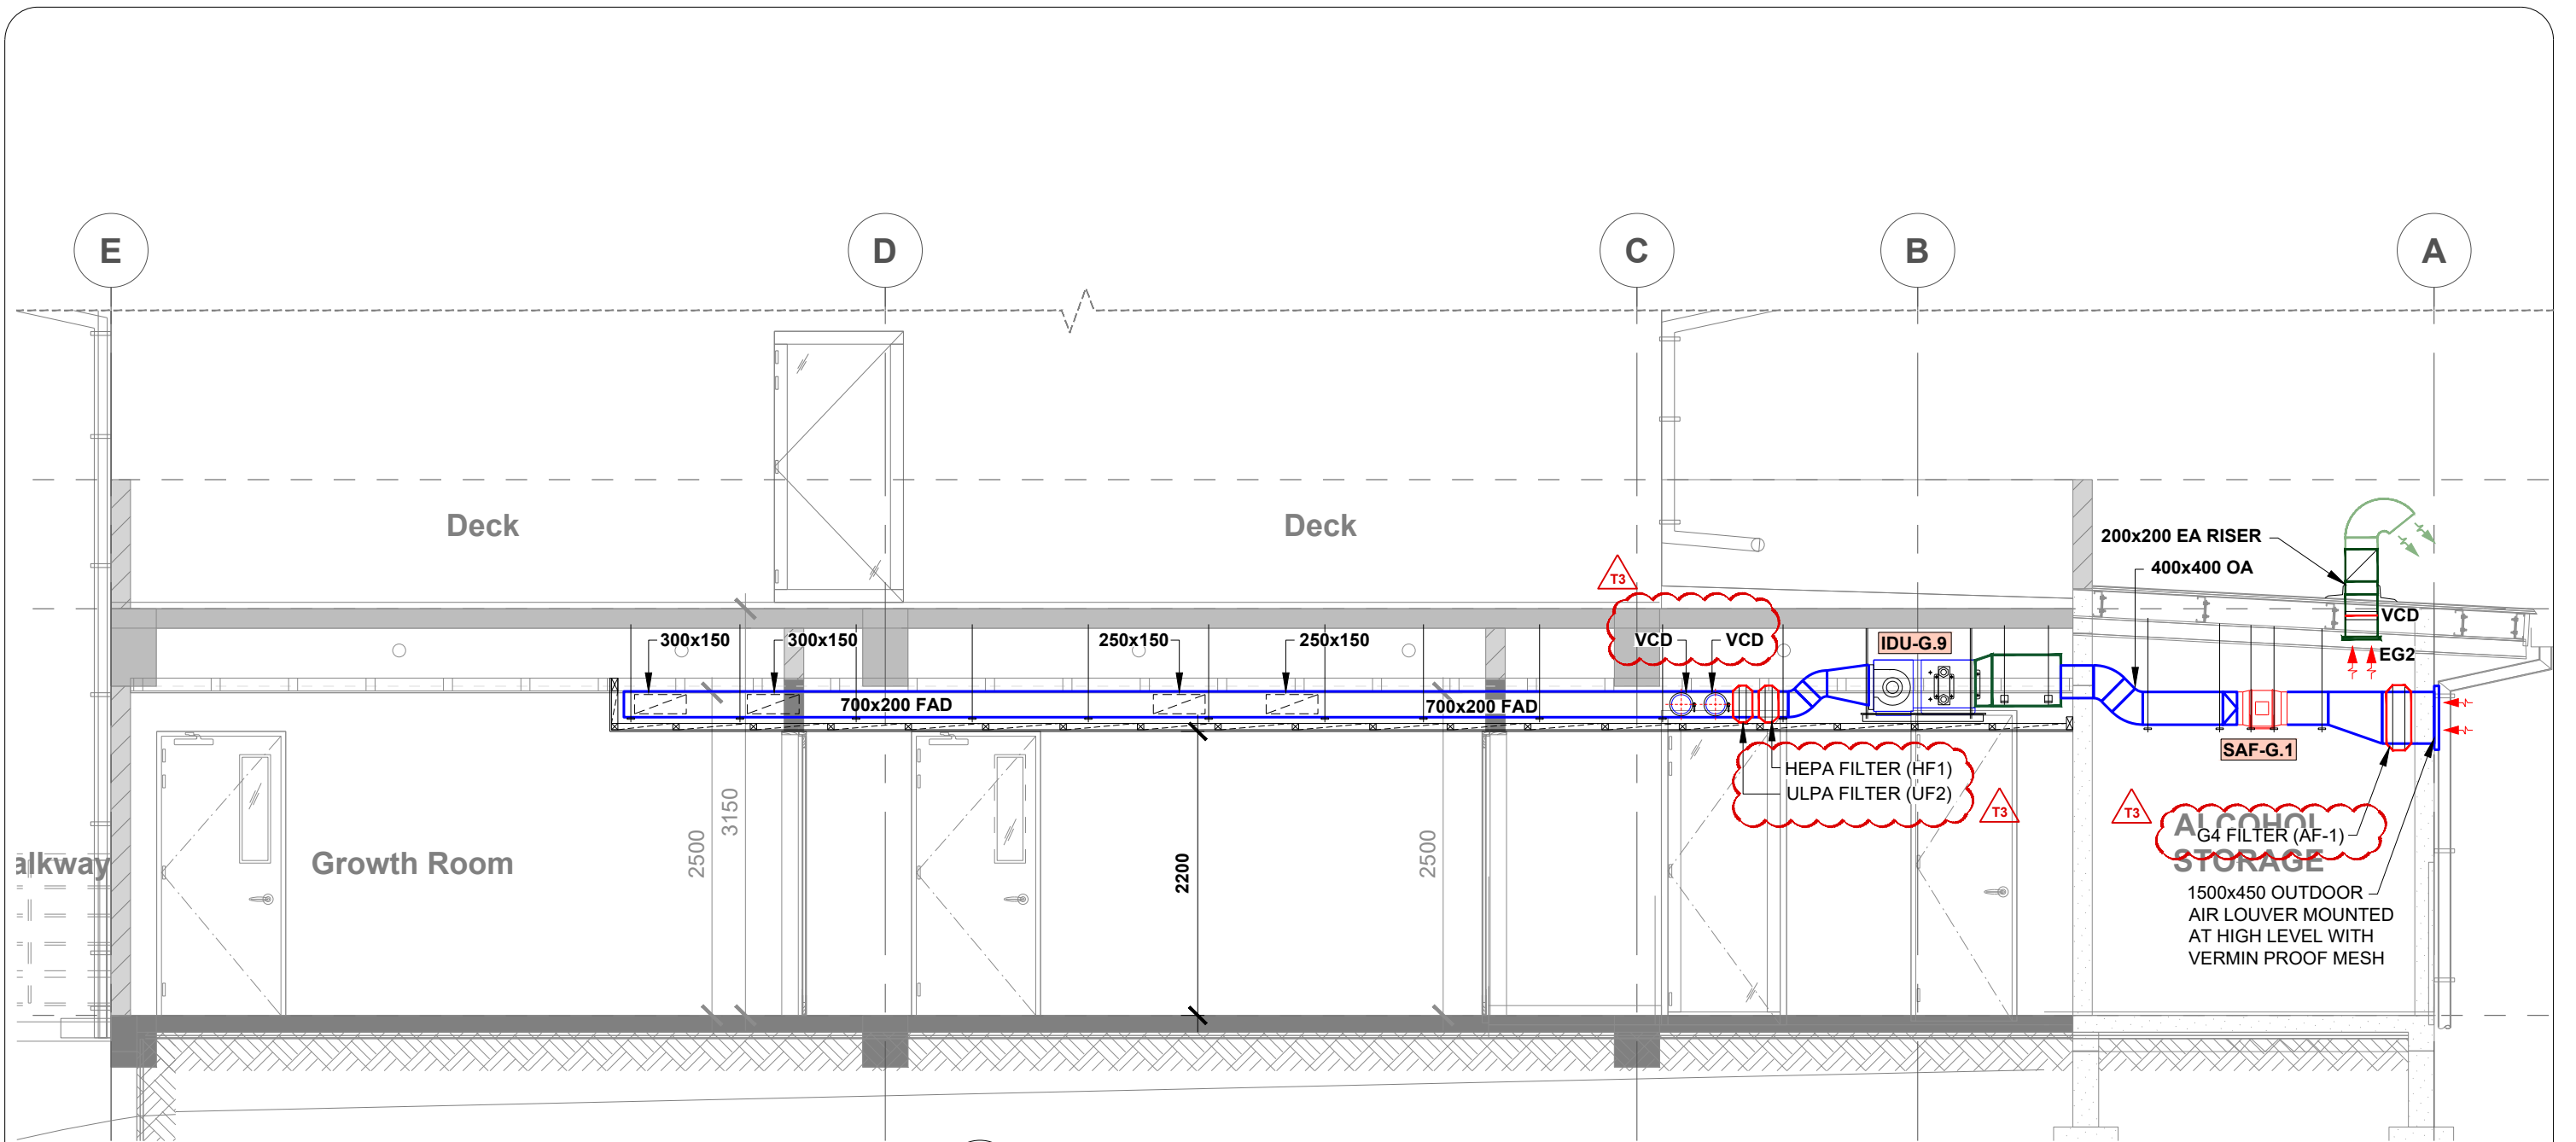 E
D
C
B
A
Deck
Deck
200x200 EA RISER
400x400 OA
T3
VCD
VCD
VCD
300x150
300x150
250x150
250x150
IDU-G.9
EG2
700x200 FAD
700x200 FAD
SAF-G.1
HEPA FILTER (HF1)
ULPA FILTER (UF2)
T3
T3
ALCOHOL
STORAGE
G4 FILTER (AF-1)
alkway
Growth Room
2500
3150
2200
2500
1500x450 OUTDOOR
AIR LOUVER MOUNTED
AT HIGH LEVEL WITH
VERMIN PROOF MESH